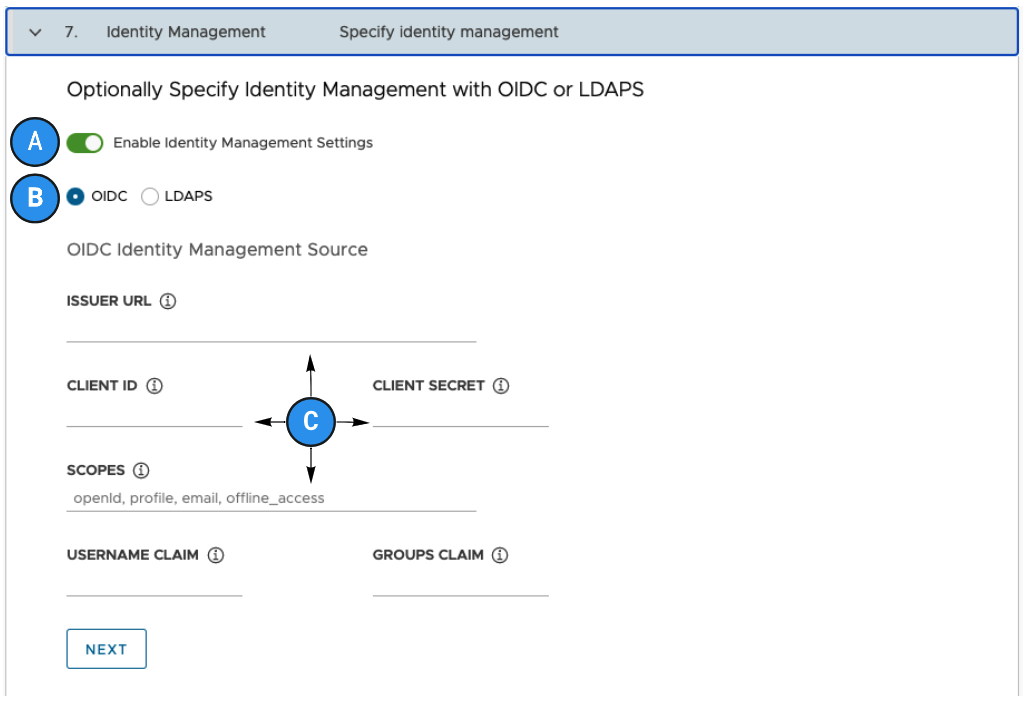 7. Identity Management Specify identity management
Optionally Specify Identity Management with OIDC or LDAPS
A Enable Identity Management Settings
B OIDC LDAPS
OIDC Identity Management Source
ISSUER URL
CLIENT ID CLIENT SECRET
C
SCOPES
openId, profile, email, offline_access
USERNAME CLAIM GROUPS CLAIM
NEXT